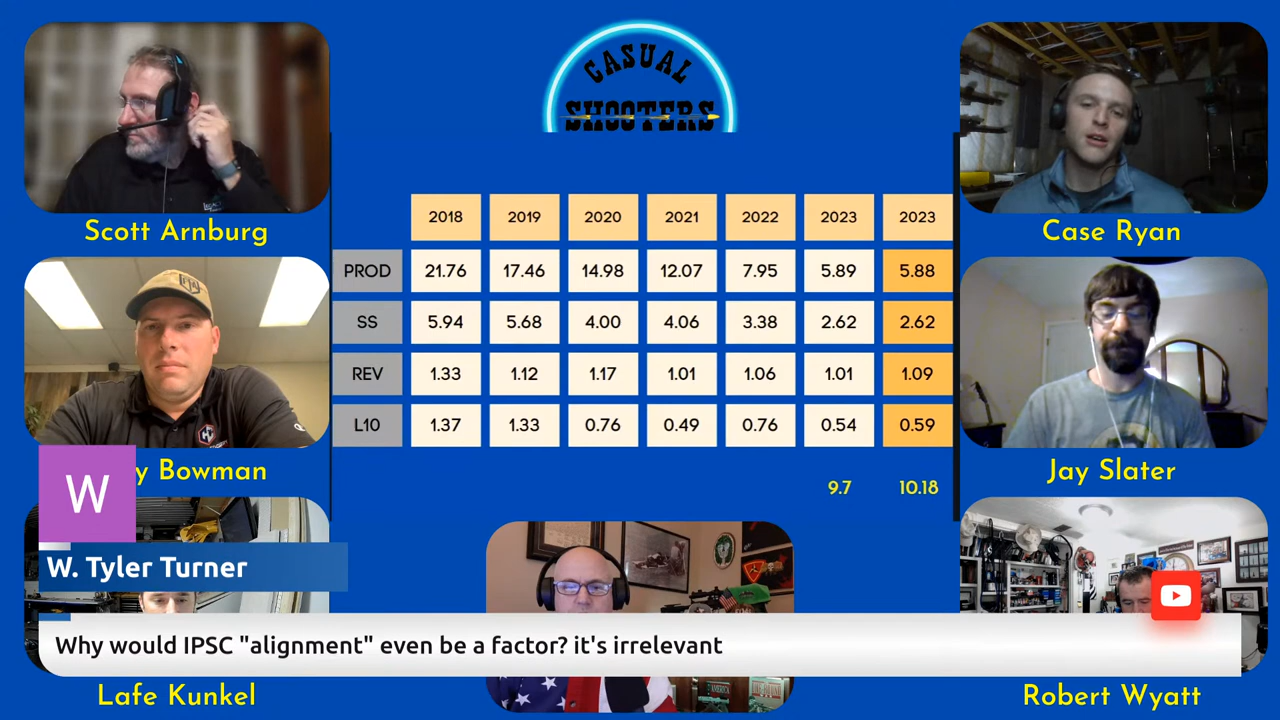 CASUAL
SHOOTERS
Scott Arnburg
Case Ryan
2018 2019 2020 2021 2022 2023 2023
PROD 21.76 17.46 14.98 12.07 7.95 5.89 5.88
SS 5.94 5.68 4.00 4.06 3.38 2.62 2.62
REV 1.33 1.12 1.17 1.01 1.06 1.01 1.09
L10 1.37 1.33 0.76 0.49 0.76 0.54 0.59
9.7 10.18
y Bowman
Jay Slater
W
W. Tyler Turner
Why would IPSC "alignment" even be a factor? it's irrelevant
Lafe Kunkel
Robert Wyatt